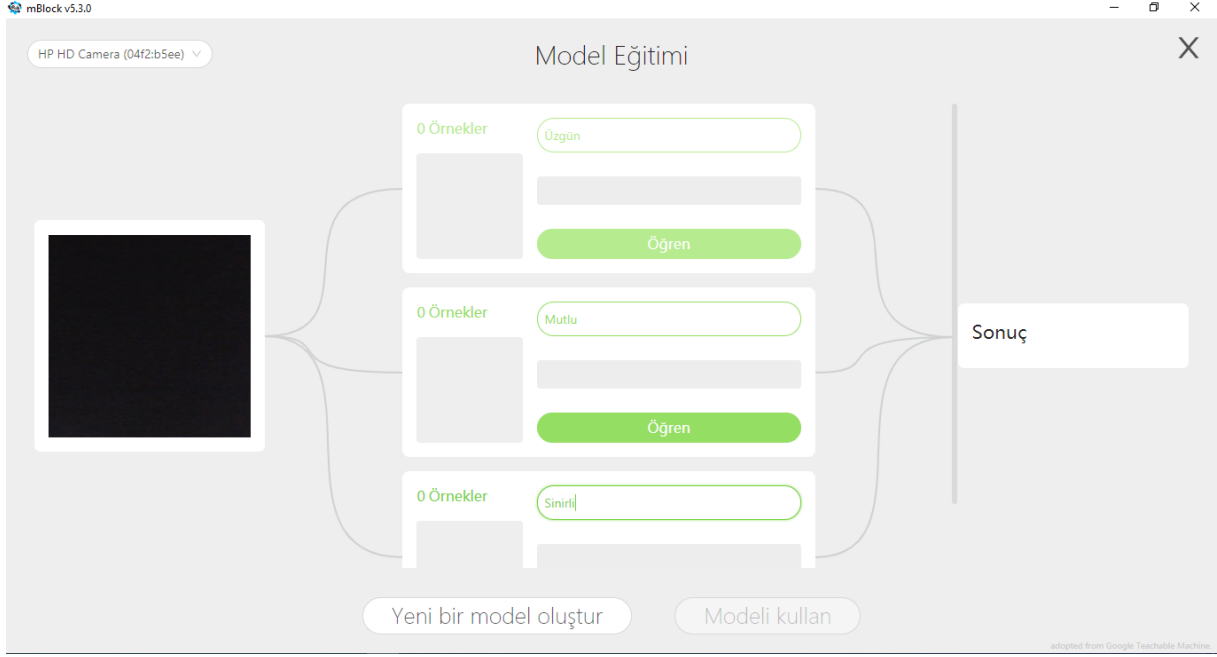 mBlock v5.3.0
HP HD Camera (04f2:b5ee)
Model Eğitimi
X
0 Örnekler
Üzgün
Öğren
0 Örnekler
Mutlu
Öğren
0 Örnekler
Sinirli
Sonuç
Yeni bir model oluştur
Modeli kullan
adopted from Google Teachable Machine